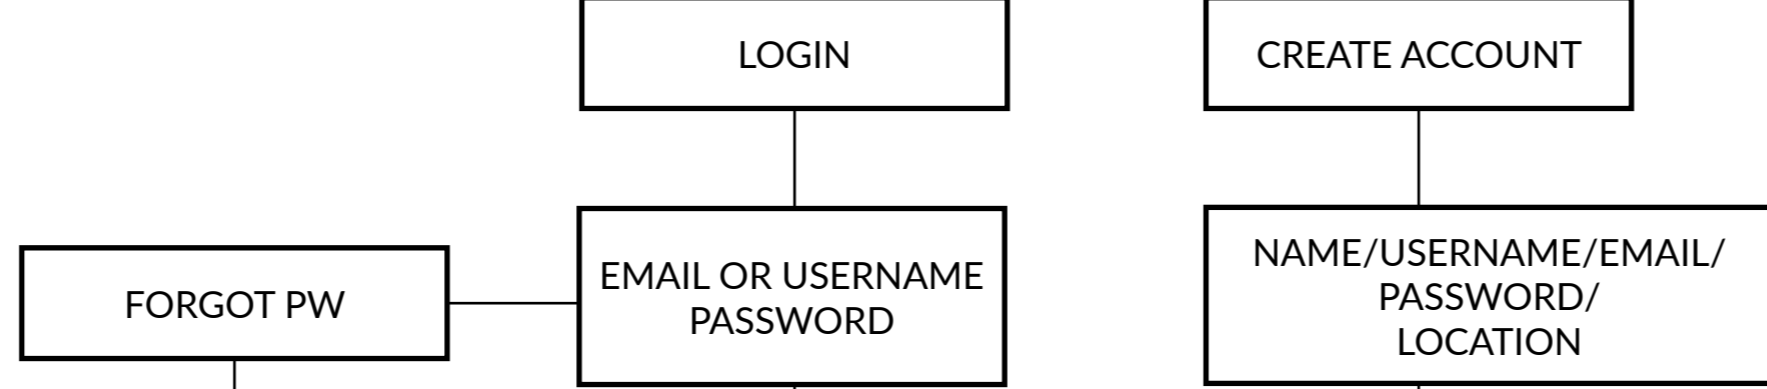 LOGIN
CREATE ACCOUNT
FORGOT PW
EMAIL OR USERNAME
PASSWORD
NAME/USERNAME/EMAIL/
PASSWORD/
LOCATION